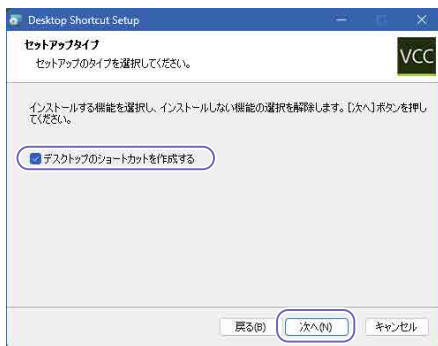 Desktop Shortcut Setup
セットアップタイプ
セットアップのタイプを選択してください。
VCC
インストールする機能を選択し、インストールしない機能の選択を解除します。[次へ]ボタンを押し
てください。
デスクトップのショートカットを作成する
戻る(B)
次へ(N)
キャンセル